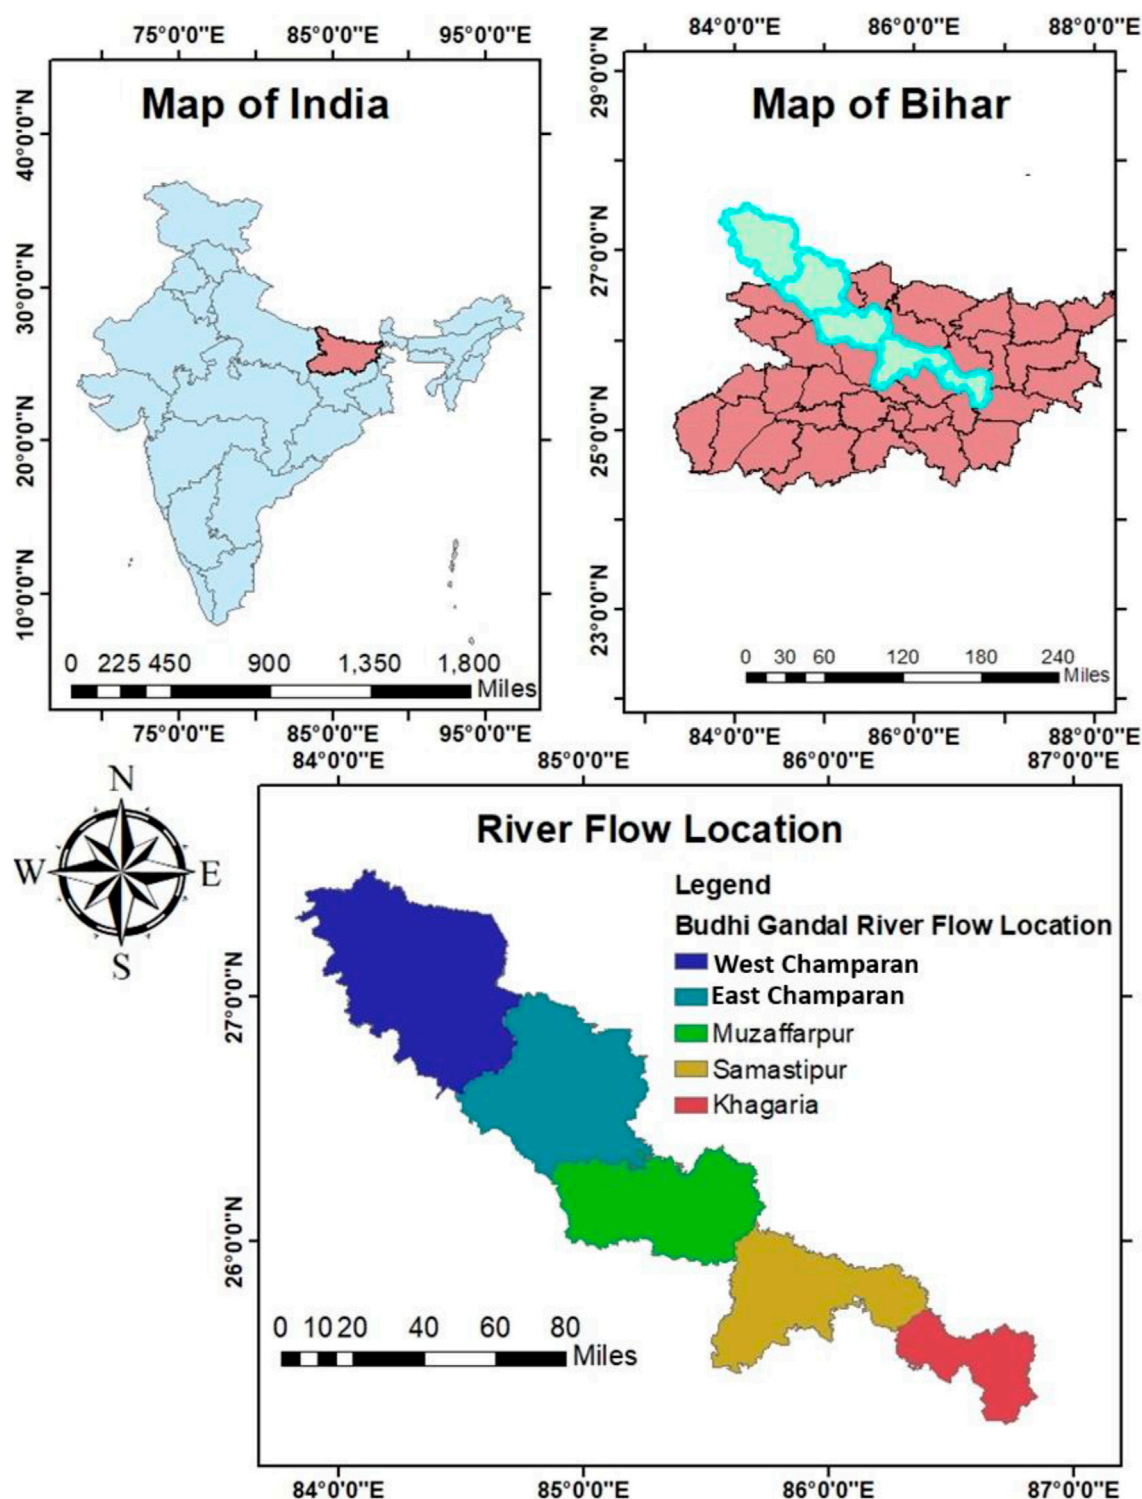 75°0'0"E 85°0'0"E 95°0'0"E
Map of India
40°0'0"N
30°0'0"N
20°0'0"N
10°0'0"N
0 225 450 900 1,350 1,800
Miles
75°0'0"E 85°0'0"E 95°0'0"E
84°0'0"E 86°0'0"E 88°0'0"E
Map of Bihar
29°0'0"N
27°0'0"N
25°0'0"N
23°0'0"N
0 30 60 120 180 240
Miles
84°0'0"E 86°0'0"E 88°0'0"E
N
W E
S
84°0'0"E 85°0'0"E 86°0'0"E 87°0'0"E
River Flow Location
Legend
Budhi Gandal River Flow Location
West Champaran
East Champaran
Muzaffarpur
Samastipur
Khagaria
27°0'0"N
26°0'0"N
0 10 20 40 60 80
Miles
84°0'0"E 85°0'0"E 86°0'0"E 87°0'0"E